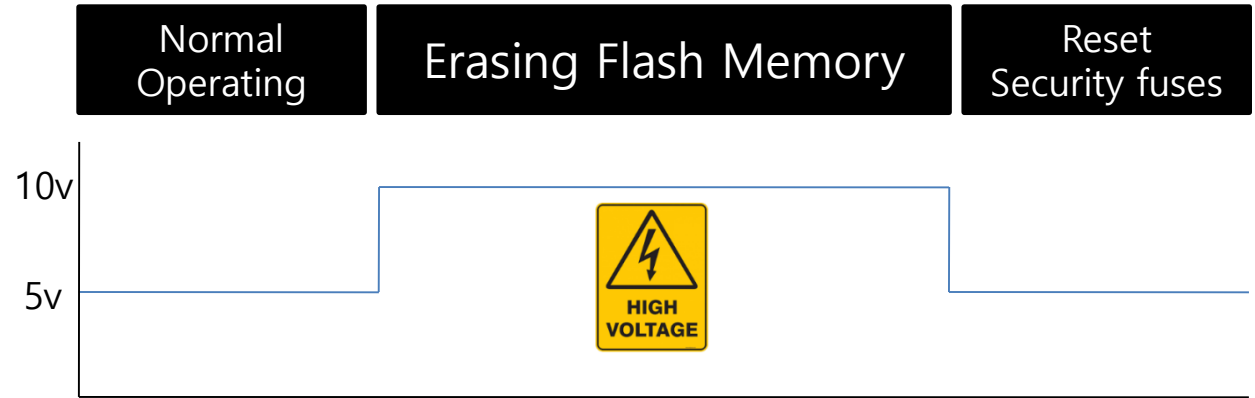 Normal
Operating
Erasing Flash Memory
Reset
Security fuses
10v
5v
HIGH
VOLTAGE